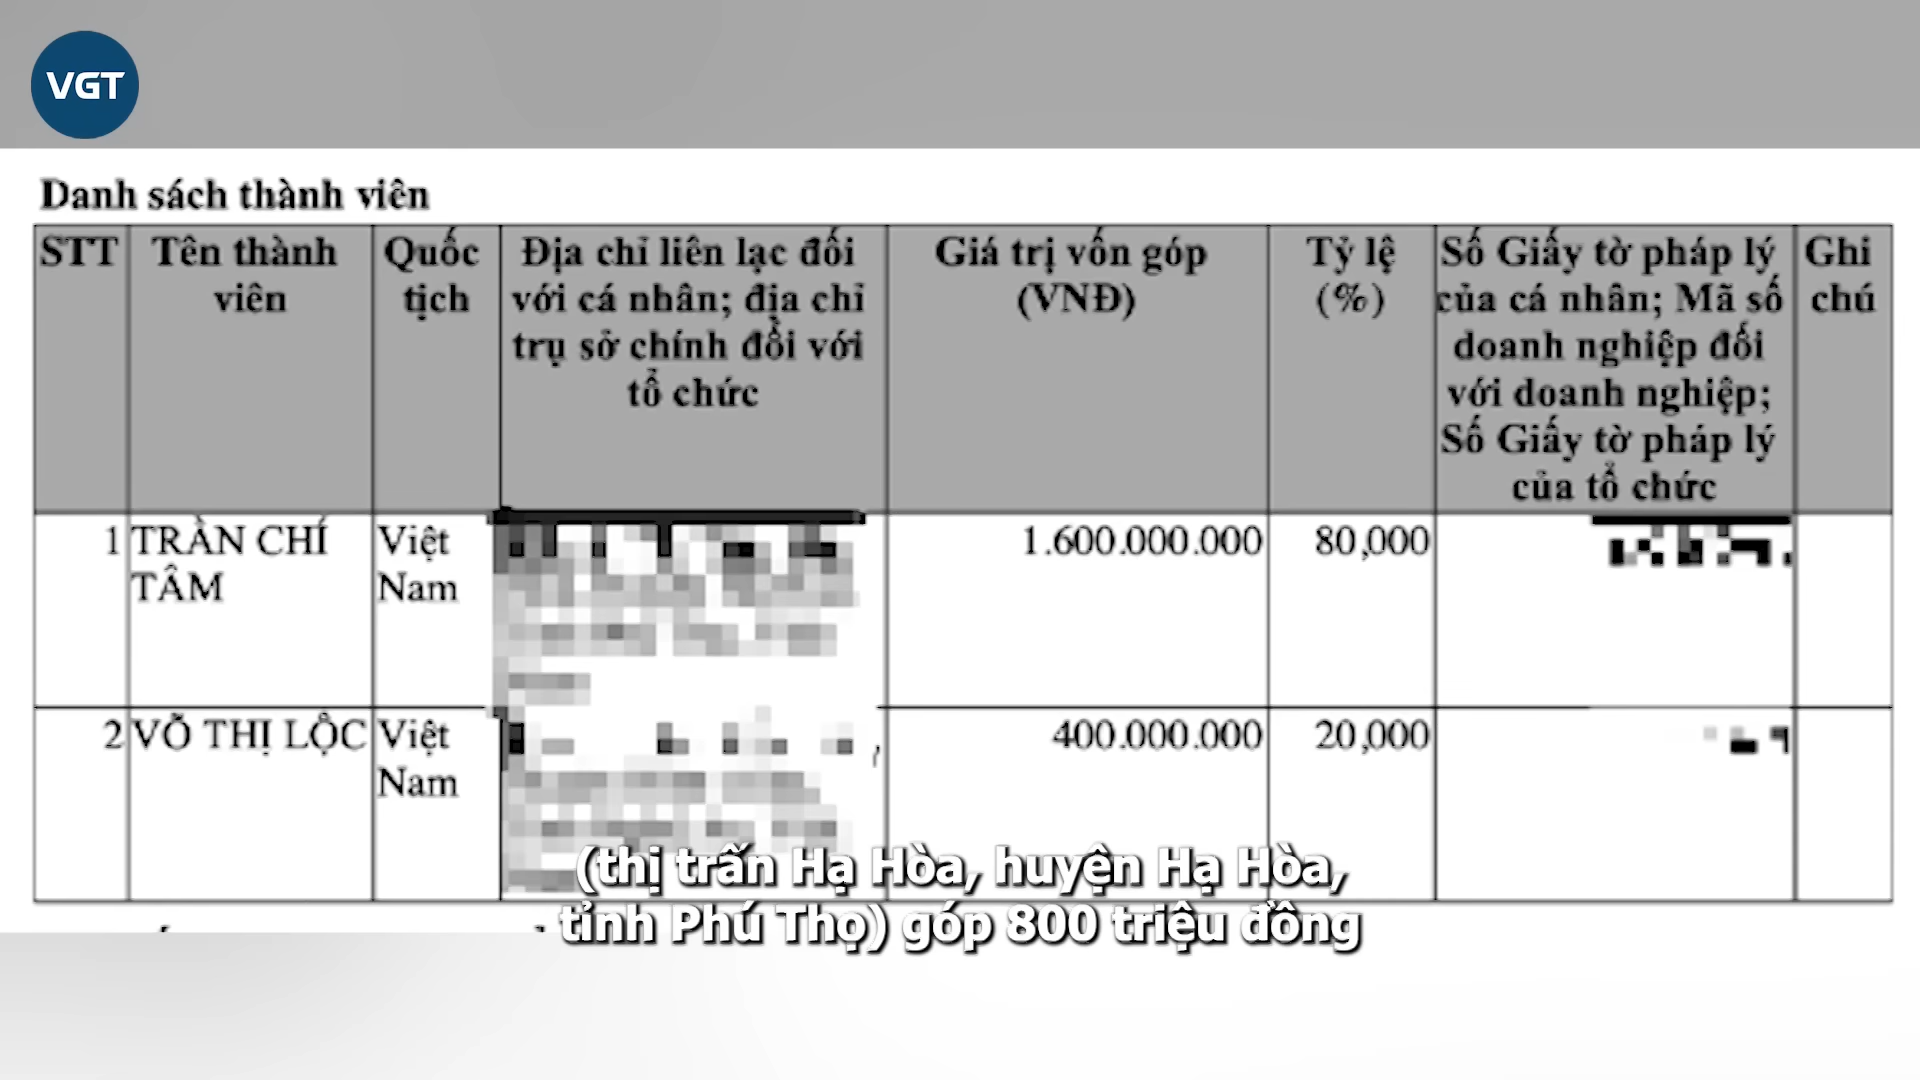 VGT
Danh sách thành viên
STT
Tên thành
viên
Quốc
tịch
Địa chỉ liên lạc đối
với cá nhân; địa chỉ
trụ sở chính đối với
tổ chức
Giá trị vốn góp
(VNĐ)
Tỷ lệ
(%)
Số Giấy tờ pháp lý
của cá nhân; Mã số
doanh nghiệp đối
với doanh nghiệp;
Số Giấy tờ pháp lý
của tổ chức
Ghi
chú
1
TRẦN CHÍ
TÂM
Việt
Nam
1.600.000.000
80,000
2
VÕ THỊ LỘC
Việt
Nam
400.000.000
20,000
(thị trấn Hạ Hòa, huyện Hạ Hòa,
tỉnh Phú Thọ) góp 800 triệu đồng